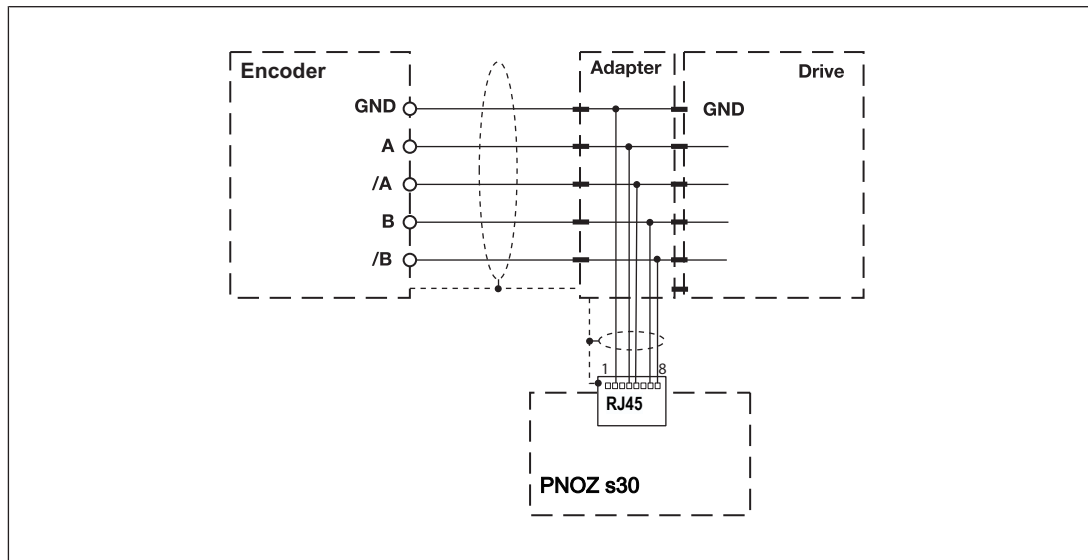 Encoder
Adapter
Drive
GND
GND
A
/A
B
/B
1
8
RJ45
PNOZ s30